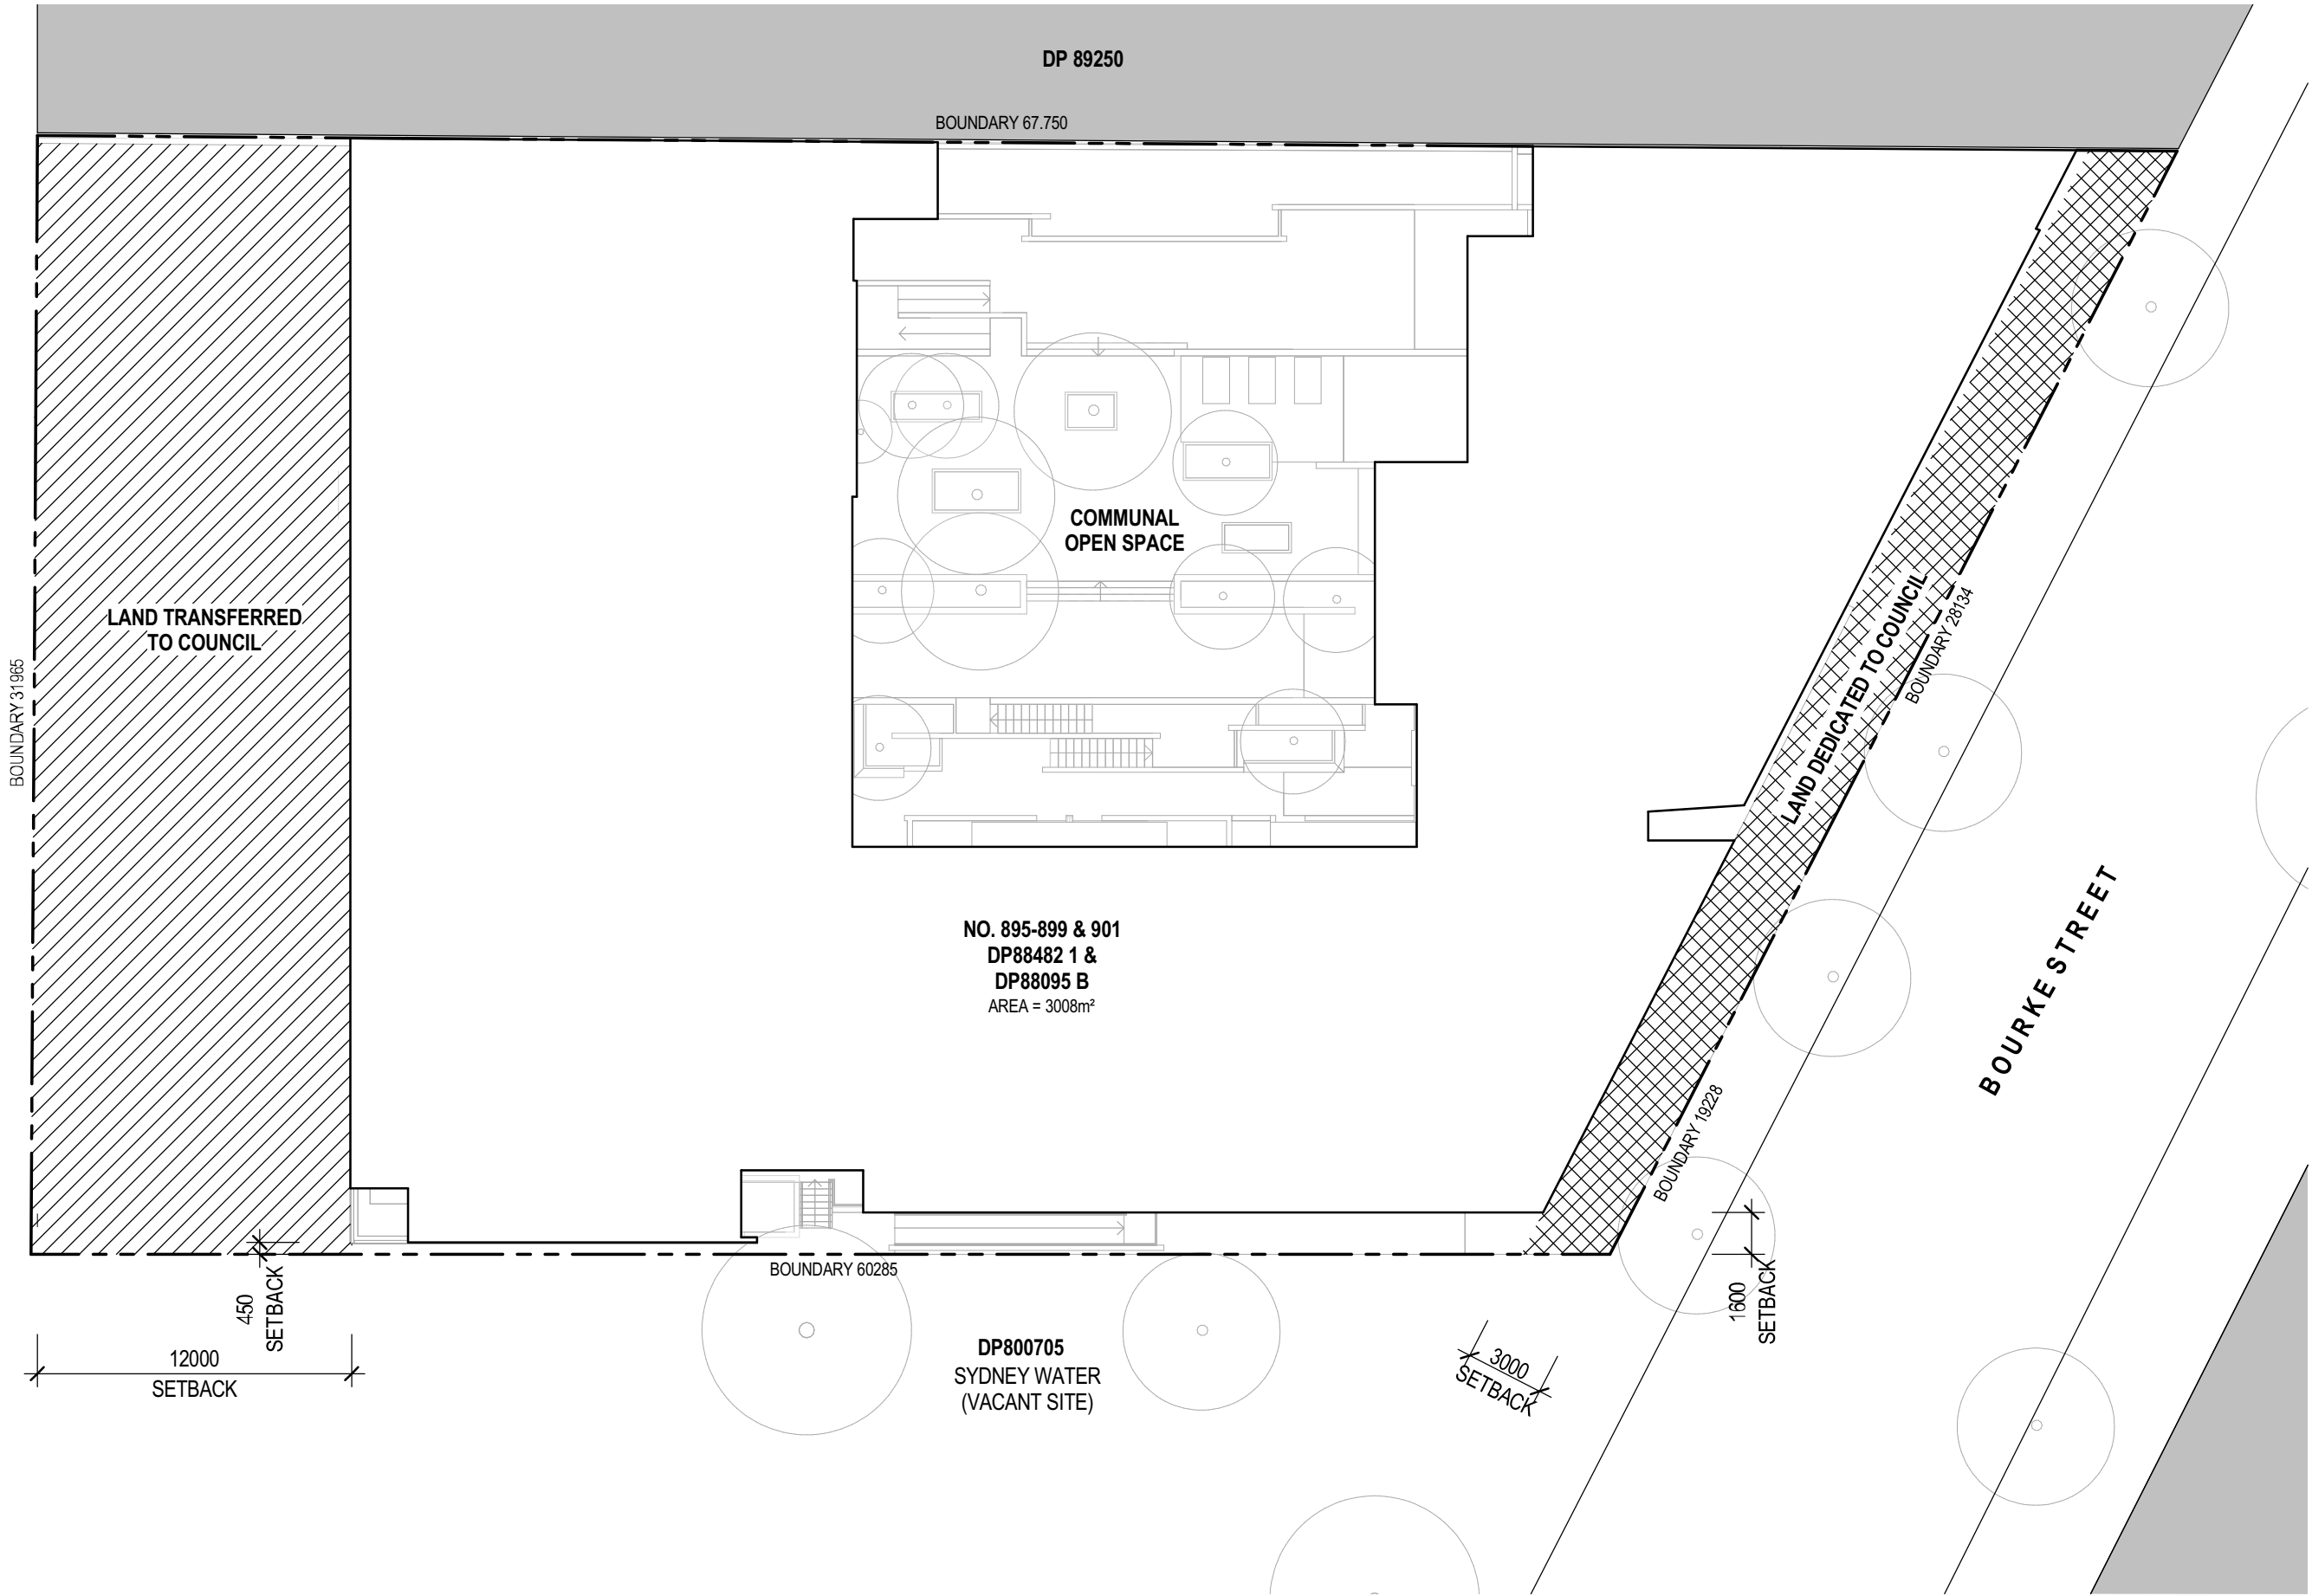 DP 89250
BOUNDARY 67.750
COMMUNAL
OPEN SPACE
LAND TRANSFERRED
TO COUNCIL
BOUNDARY 31965
LAND DEDICATED TO COUNCIL
BOUNDARY 28134
NO. 895-899 & 901
DP88482 1 &
DP88095 B
AREA = 3008m²
BOURKE STREET
BOUNDARY 19228
BOUNDARY 60285
450
SETBACK
12000
SETBACK
DP800705
SYDNEY WATER
(VACANT SITE)
3000
SETBACK
1600
SETBACK